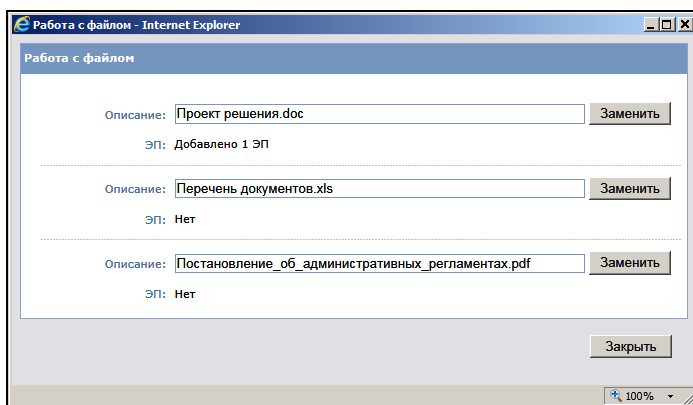 Работа с файлом - Internet Explorer
Работа с файлом
Описание: Проект решения.doc Заменить
ЭП: Добавлено 1 ЭП
Описание: Перечень документов.xls Заменить
ЭП: Нет
Описание: Постановление_об_административных_регламентах.pdf Заменить
ЭП: Нет
Закрыть
100%